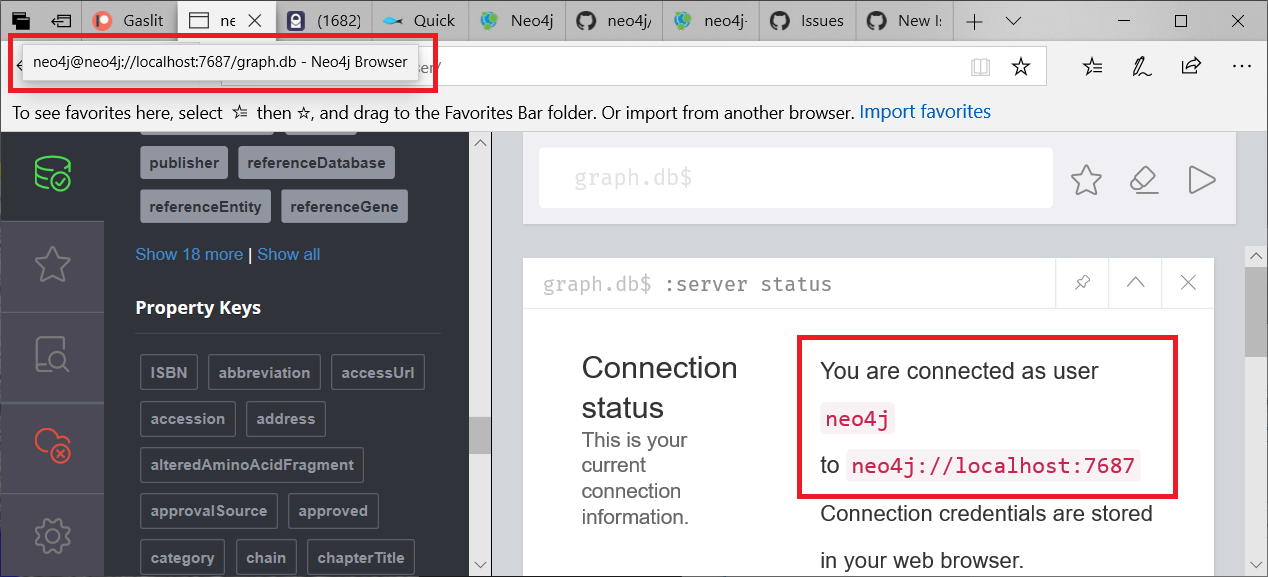 Gaslit
ne
(1682)
Quick
Neo4j
neo4j/
neo4j-
Issues
New I
neo4j@neo4j://localhost:7687/graph.db - Neo4j Browser
ser/
To see favorites here, select then ☆, and drag to the Favorites Bar folder. Or import from another browser. Import favorites
publisher
referenceDatabase
referenceEntity
referenceGene
Show 18 more | Show all
Property Keys
ISBN
abbreviation
accessUrl
accession
address
alteredAminoAcidFragment
approvalSource
approved
category
chain
chapterTitle
graph.db$
graph.db$ :server status
Connection
status
This is your
current
connection
information.
You are connected as user
neo4j
to neo4j://localhost:7687
Connection credentials are stored
in your web browser.